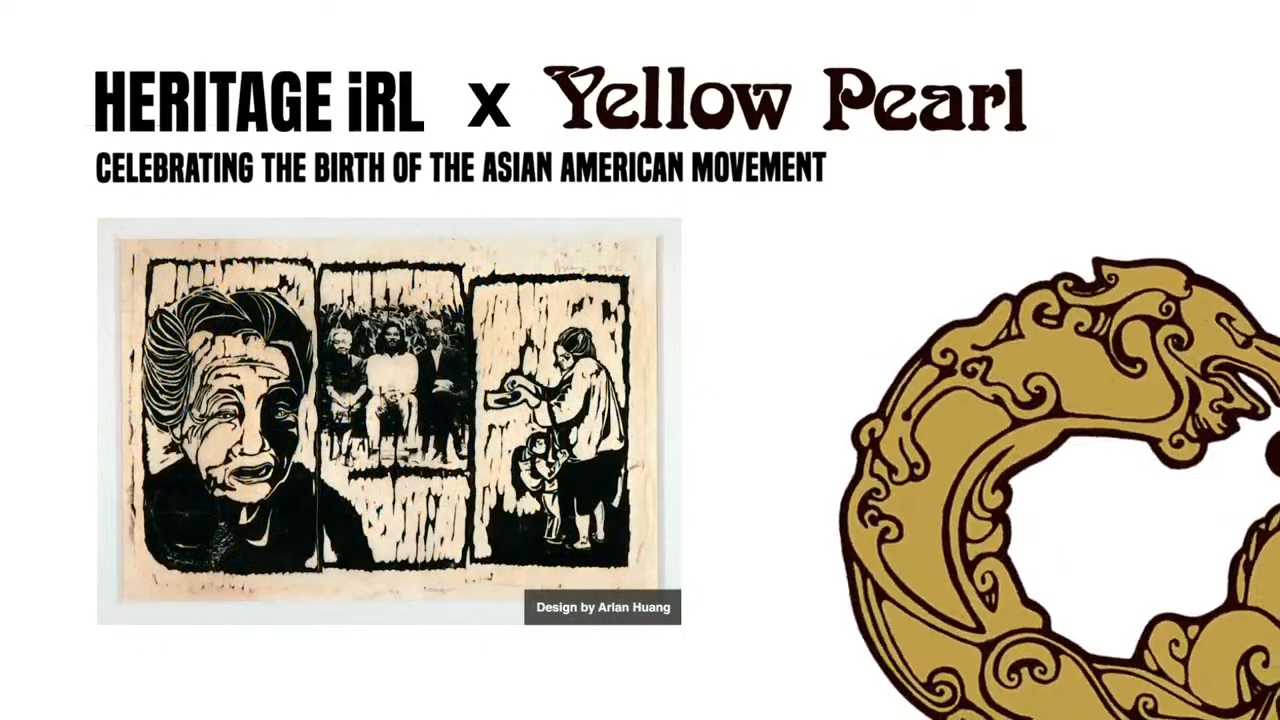 HERITAGE iRL x Yellow Pearl
CELEBRATING THE BIRTH OF THE ASIAN AMERICAN MOVEMENT
Design by Arlan Huang